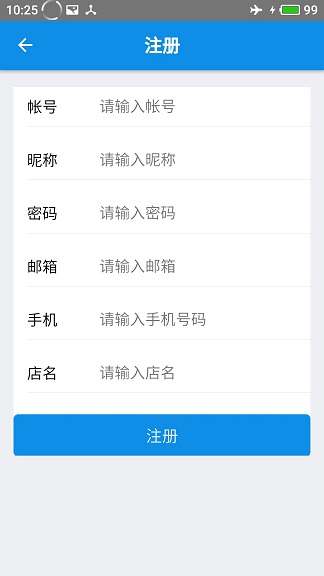 10:25 99
注册
帐号 请输入帐号
昵称 请输入昵称
密码 请输入密码
邮箱 请输入邮箱
手机 请输入手机号码
店名 请输入店名
注册